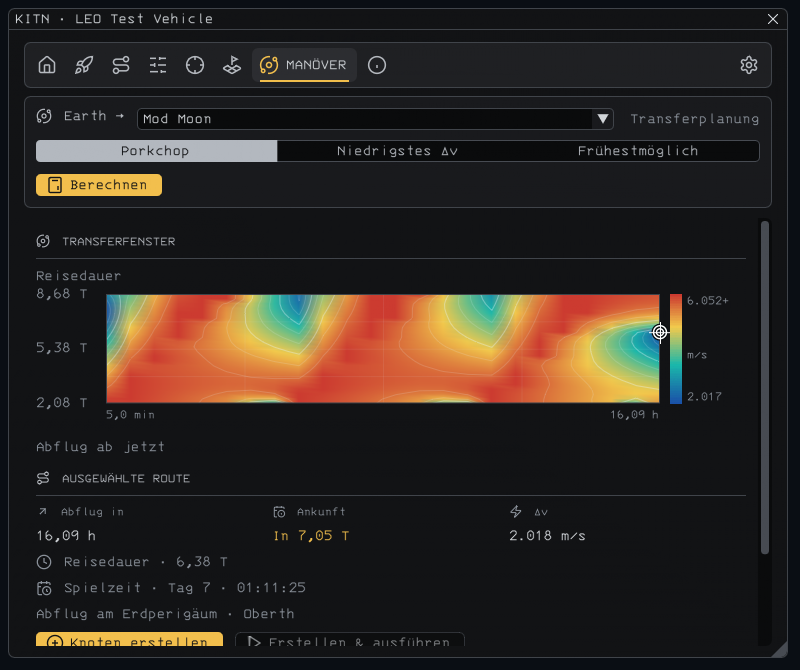 KITN · LEO Test Vehicle
MANÖVER
Earth → Mod Moon Transferplanung
Porkchop Niedrigstes Δv Frühestmöglich
Berechnen
TRANSFERFENSTER
Reisedauer
8,68 T 6.052+
5,38 T m/s
2,08 T 2.017
5,0 min 16,09 h
Abflug ab jetzt
AUSGEWÄHLTE ROUTE
Abflug in Ankunft Δv
16,09 h In 7,05 T 2.018 m/s
Reisedauer · 6,38 T
Spielzeit · Tag 7 · 01:11:25
Abflug am Erdperigäum · Oberth
Knoten erstellen Erstellen & ausführen